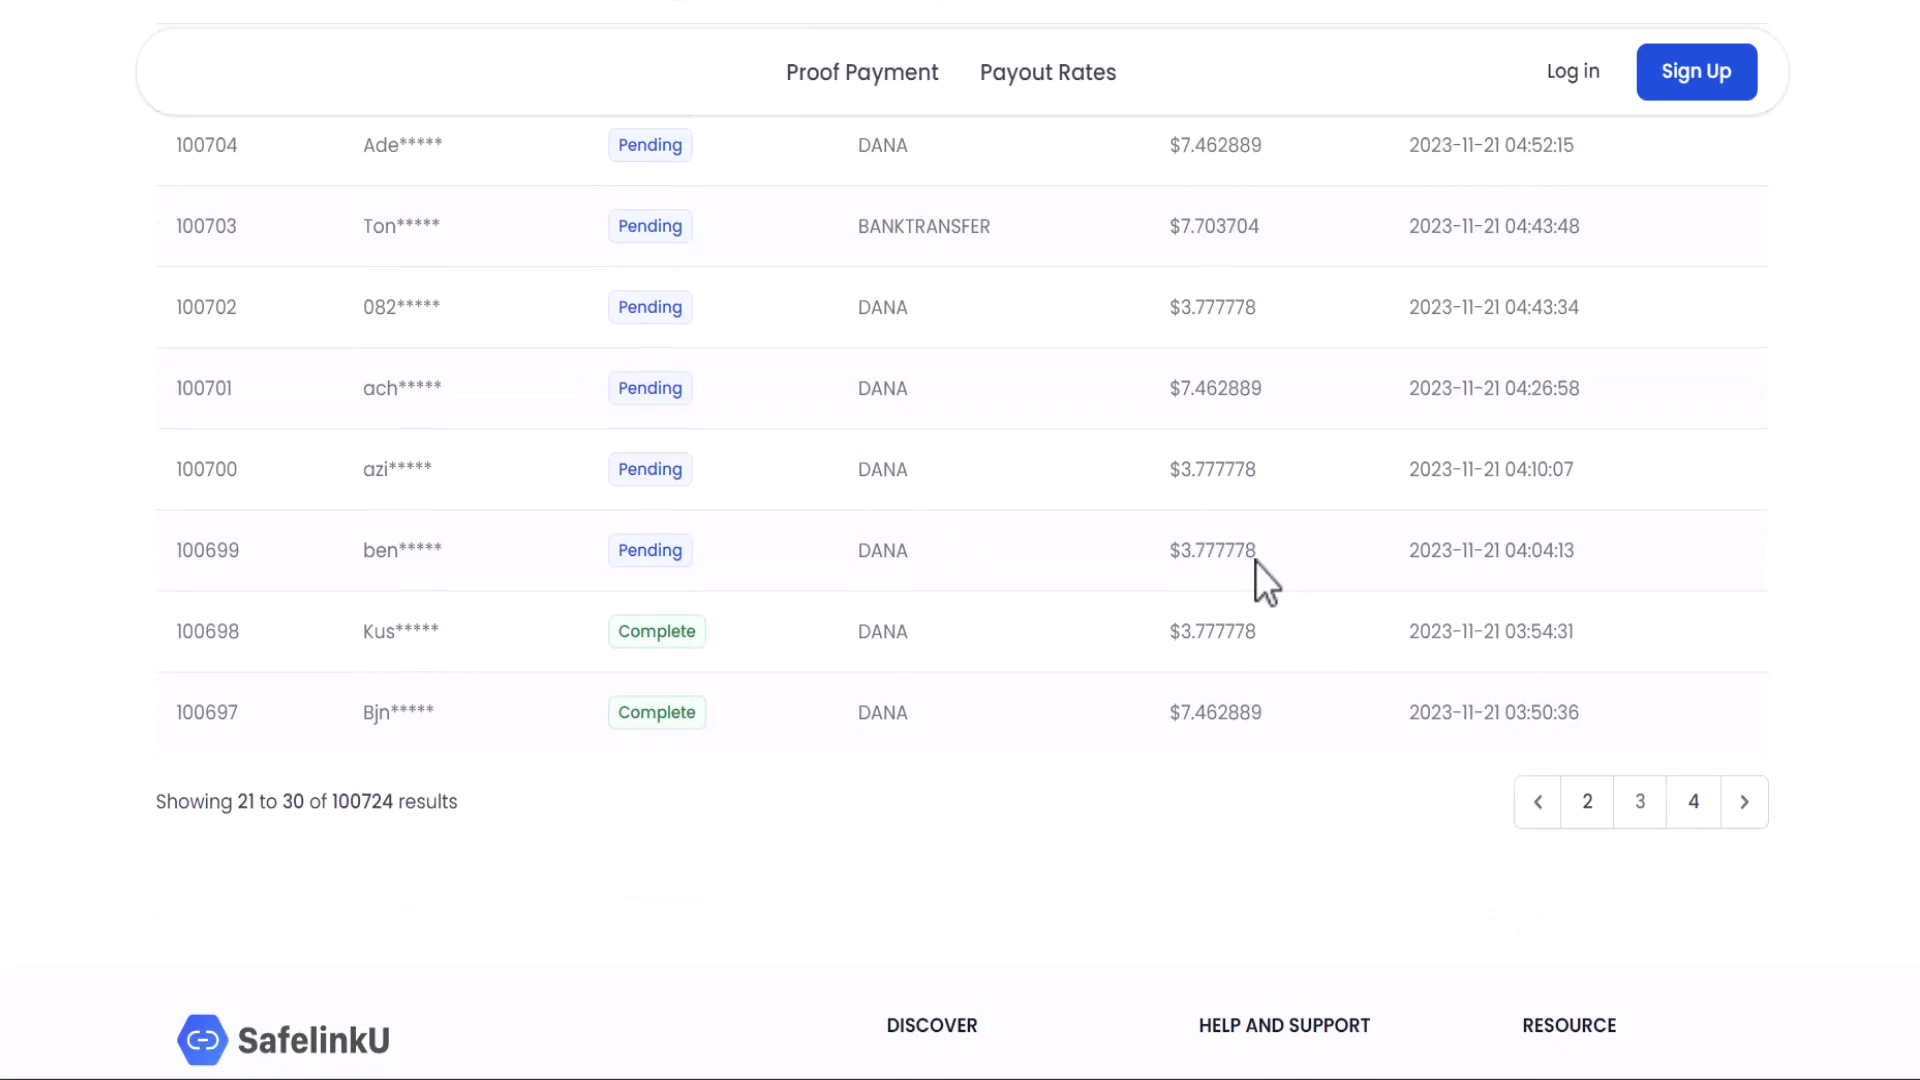 Proof Payment Payout Rates Log in Sign Up
100704 Ade***** Pending DANA $7.462889 2023-11-21 04:52:15
100703 Ton***** Pending BANKTRANSFER $7.703704 2023-11-21 04:43:48
100702 082***** Pending DANA $3.777778 2023-11-21 04:43:34
100701 ach***** Pending DANA $7.462889 2023-11-21 04:26:58
100700 azi***** Pending DANA $3.777778 2023-11-21 04:10:07
100699 ben***** Pending DANA $3.777778 2023-11-21 04:04:13
100698 Kus***** Complete DANA $3.777778 2023-11-21 03:54:31
100697 Bjn***** Complete DANA $7.462889 2023-11-21 03:50:36
Showing 21 to 30 of 100724 results 2 3 4
SafelinkU DISCOVER HELP AND SUPPORT RESOURCE